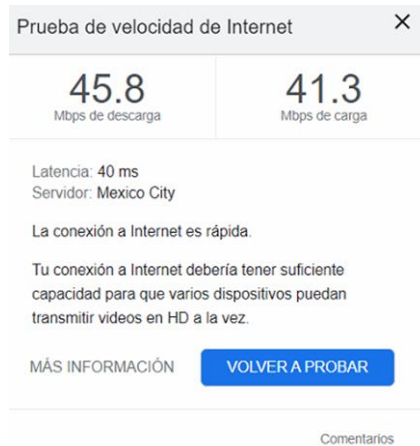 Prueba de velocidad de Internet
45.8
Mbps de descarga
41.3
Mbps de carga
Latencia: 40 ms
Servidor: Mexico City
La conexión a Internet es rápida.
Tu conexión a Internet debería tener suficiente
capacidad para que varios dispositivos puedan
transmitir videos en HD a la vez.
MÁS INFORMACIÓN
VOLVER A PROBAR
Comentarios